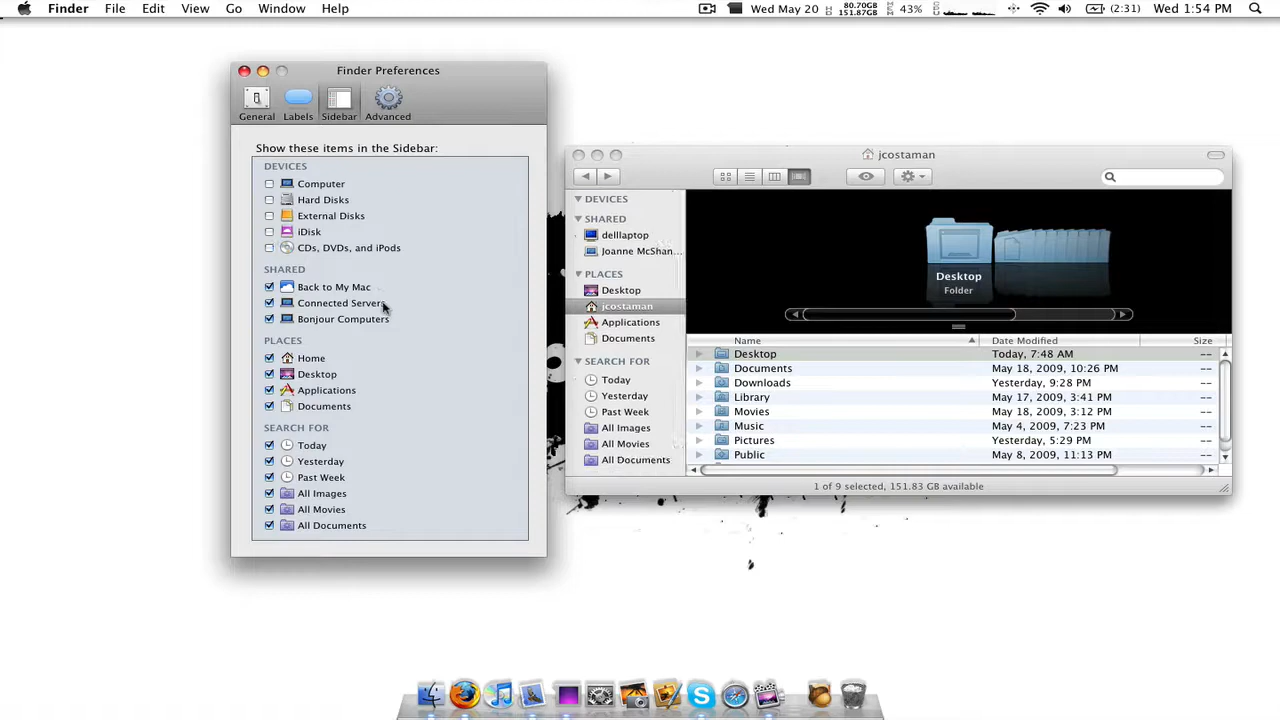 Finder File Edit View Go Window Help
Wed May 20 80.70GB 151.87GB 43% (2:31) Wed 1:54 PM
Finder Preferences
General Labels Sidebar Advanced
Show these items in the Sidebar:
DEVICES
Computer
Hard Disks
External Disks
iDisk
CDs, DVDs, and iPods
SHARED
Back to My Mac
Connected Servers
Bonjour Computers
PLACES
Home
Desktop
Applications
Documents
SEARCH FOR
Today
Yesterday
Past Week
All Images
All Movies
All Documents
jcostaman
DEVICES
SHARED
delllaptop
Joanne McShan...
PLACES
Desktop
jcostaman
Applications
Documents
SEARCH FOR
Today
Yesterday
Past Week
All Images
All Movies
All Documents
Desktop
Folder
Name Date Modified Size
Desktop Today, 7:48 AM --
Documents May 18, 2009, 10:26 PM --
Downloads Yesterday, 9:28 PM --
Library May 17, 2009, 3:41 PM --
Movies May 18, 2009, 3:12 PM --
Music May 4, 2009, 7:23 PM --
Pictures Yesterday, 5:29 PM --
Public May 8, 2009, 11:13 PM --
1 of 9 selected, 151.83 GB available